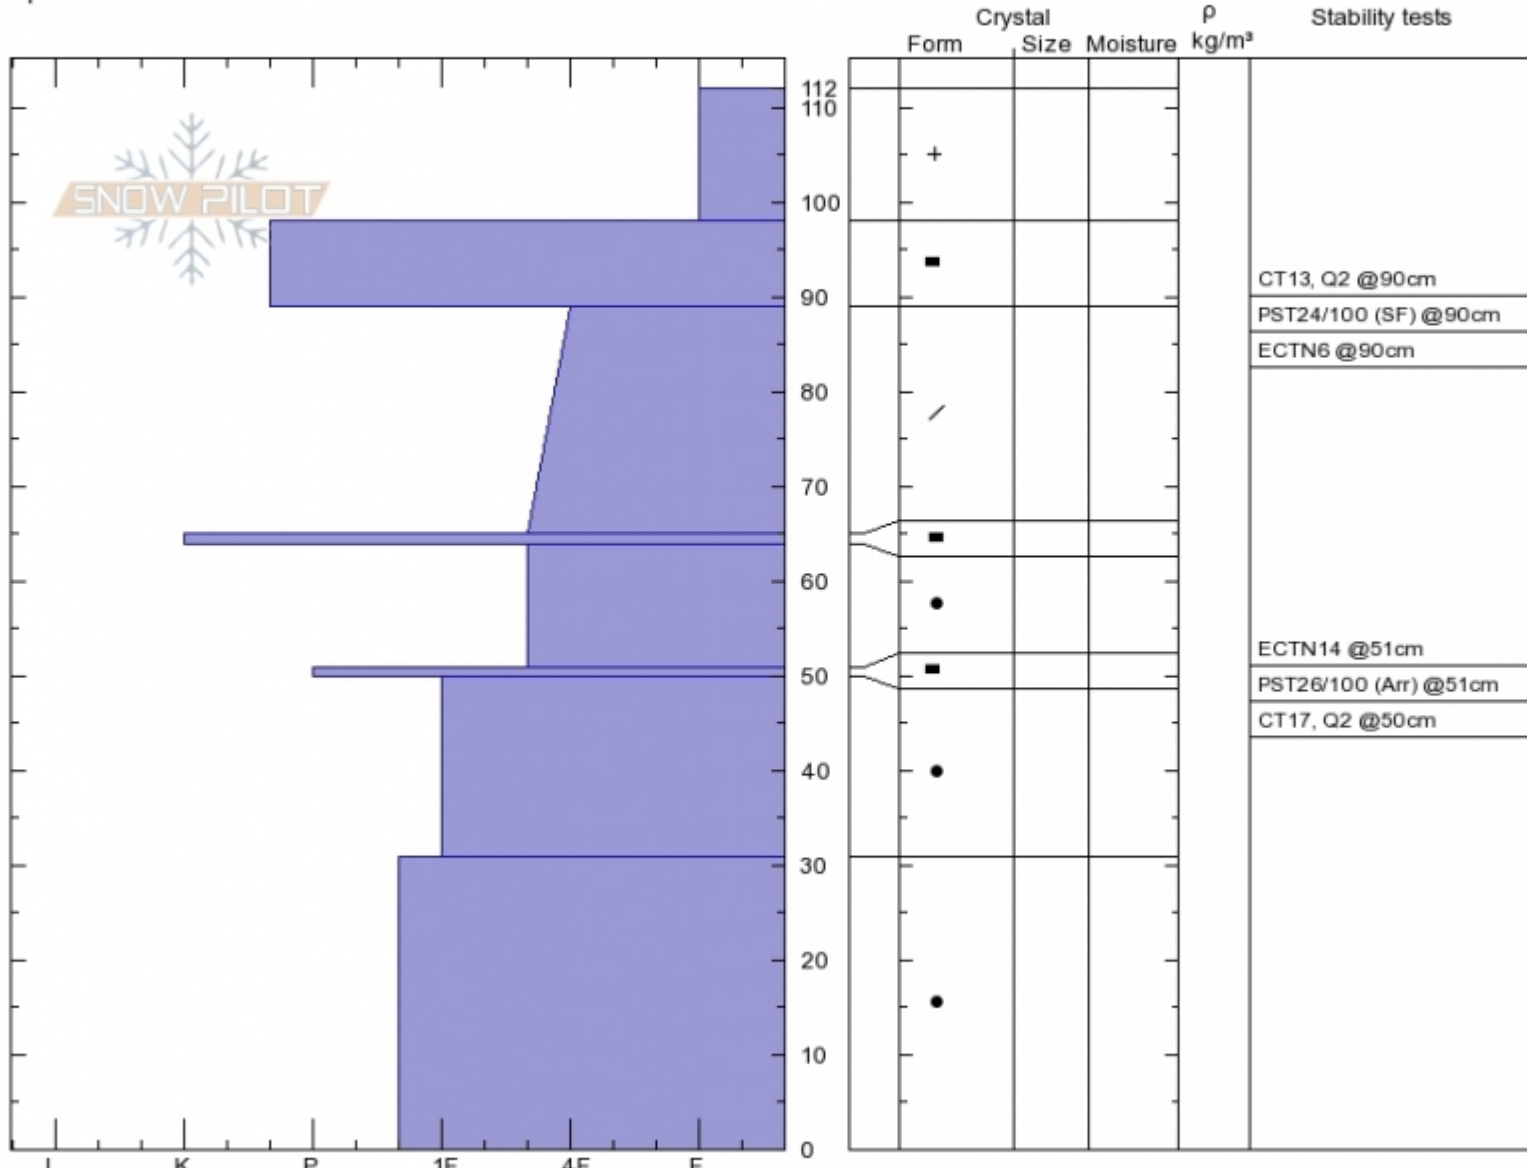 Crystal ρ Stability tests
Form Size Moisture kg/m³
SNOW PILOT
112
110
100
90
80
70
60
50
40
30
20
10
0
CT13, Q2 @90cm
PST24/100 (SF) @90cm
ECTN6 @90cm
ECTN14 @51cm
PST26/100 (Arr) @51cm
CT17, Q2 @50cm
K P 1F 4F F